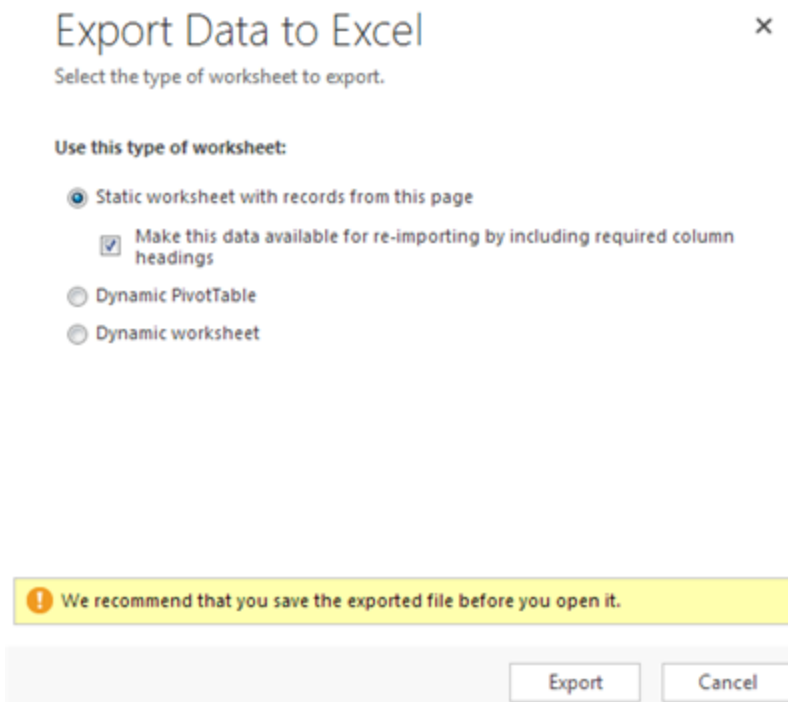 Export Data to Excel
Select the type of worksheet to export.
Use this type of worksheet:
Static worksheet with records from this page
Make this data available for re-importing by including required column
headings
Dynamic PivotTable
Dynamic worksheet
We recommend that you save the exported file before you open it.
Export
Cancel